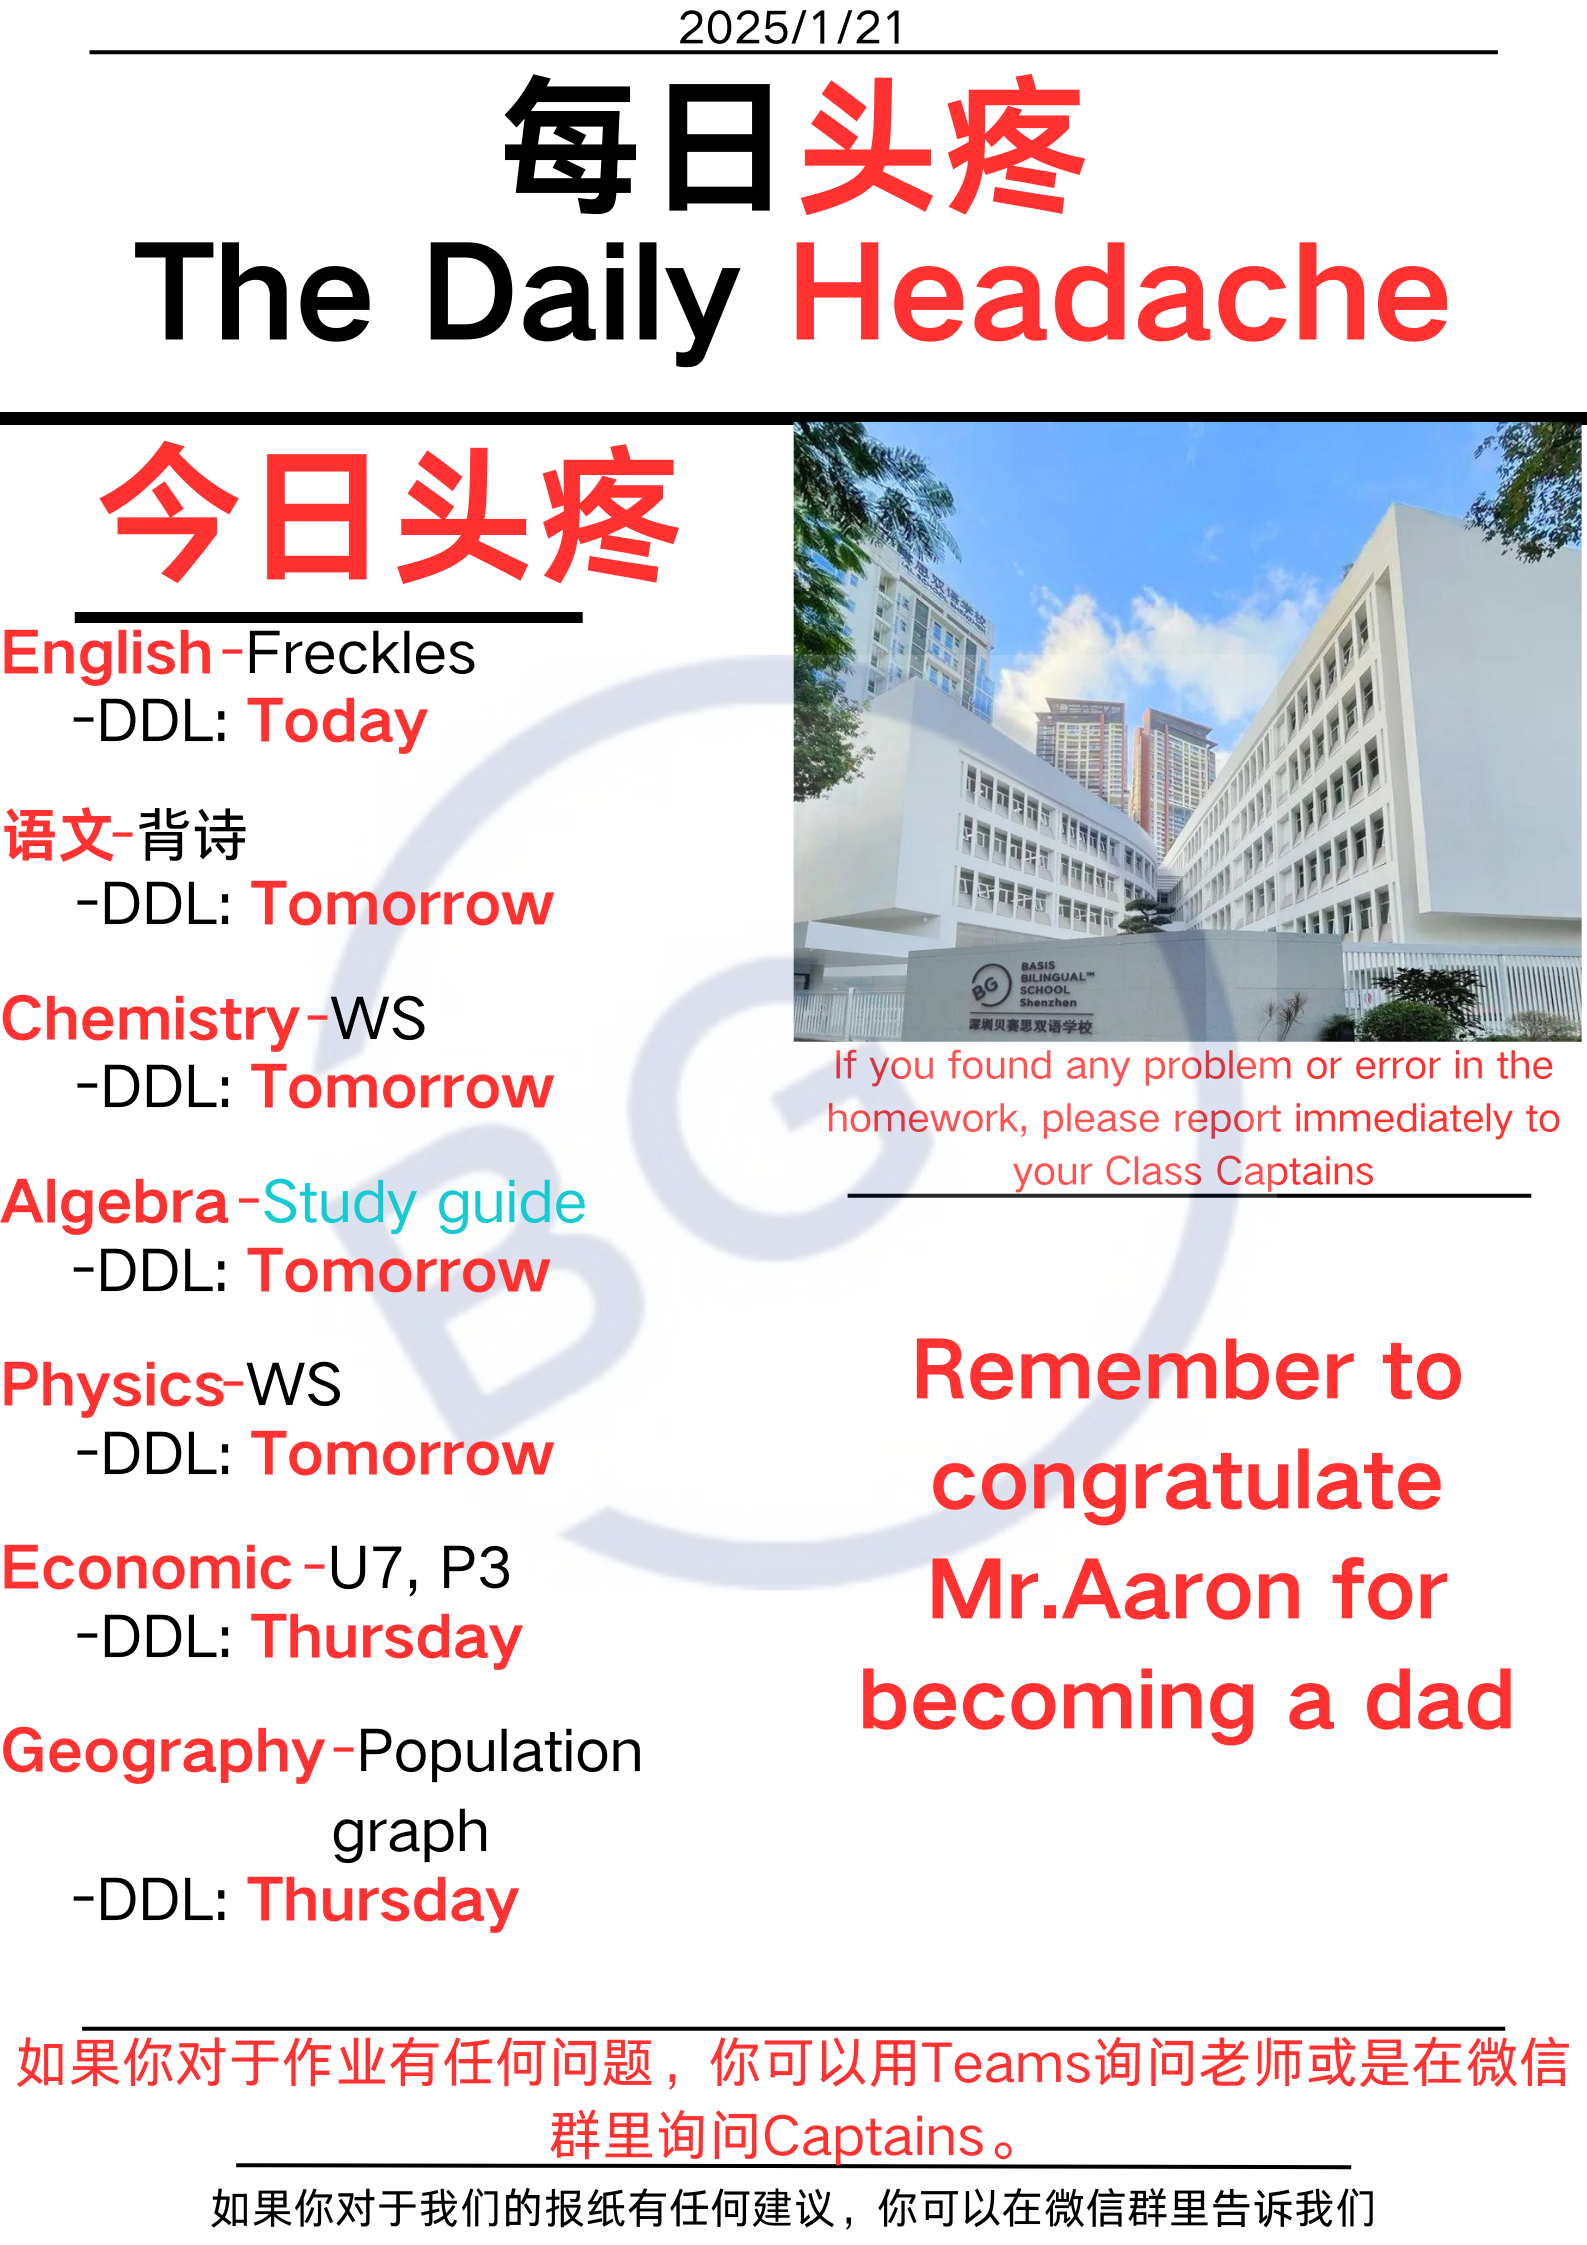 2025/1/21
每日头疼
The Daily Headache
今日头疼
English -Freckles
-DDL: Today
语文-背诗
-DDL: Tomorrow
Chemistry -WS
-DDL: Tomorrow
Algebra -Study guide
-DDL: Tomorrow
Physics-WS
-DDL: Tomorrow
Economic -U7, P3
-DDL: Thursday
Geography -Population
graph
-DDL: Thursday
思双语学校
BG
BASIS
BILINGUAL™
SCHOOL
Shenzhen
深圳贝赛思双语学校
If you found any problem or error in the
homework, please report immediately to
your Class Captains
Remember to
congratulate
Mr.Aaron for
becoming a dad
BG
如果你对于作业有任何问题，你可以用Teams询问老师或是在微信
群里询问Captains。
如果你对于我们的报纸有任何建议，你可以在微信群里告诉我们